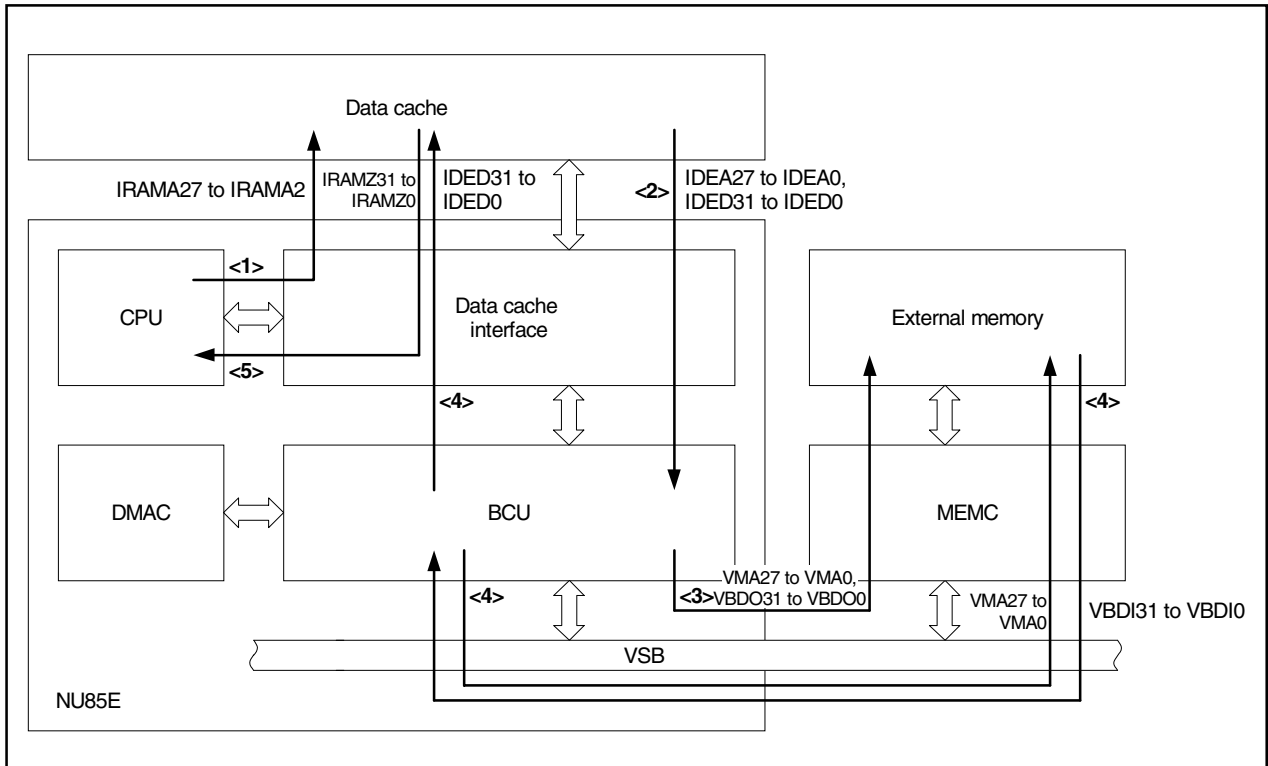 Data cache
IRAMA27 to IRAMA2
IRAMZ31 to
IRAMZ0
IDED31 to
IDED0
<2>
IDEA27 to IDEA0,
IDED31 to IDED0
<1>
CPU
Data cache
interface
External memory
<5>
<4>
<4>
DMAC
BCU
MEMC
<4>
<3>
VMA27 to VMA0,
VBDO31 to VBDO0
VMA27 to
VMA0
VBDI31 to VBDI0
VSB
NU85E